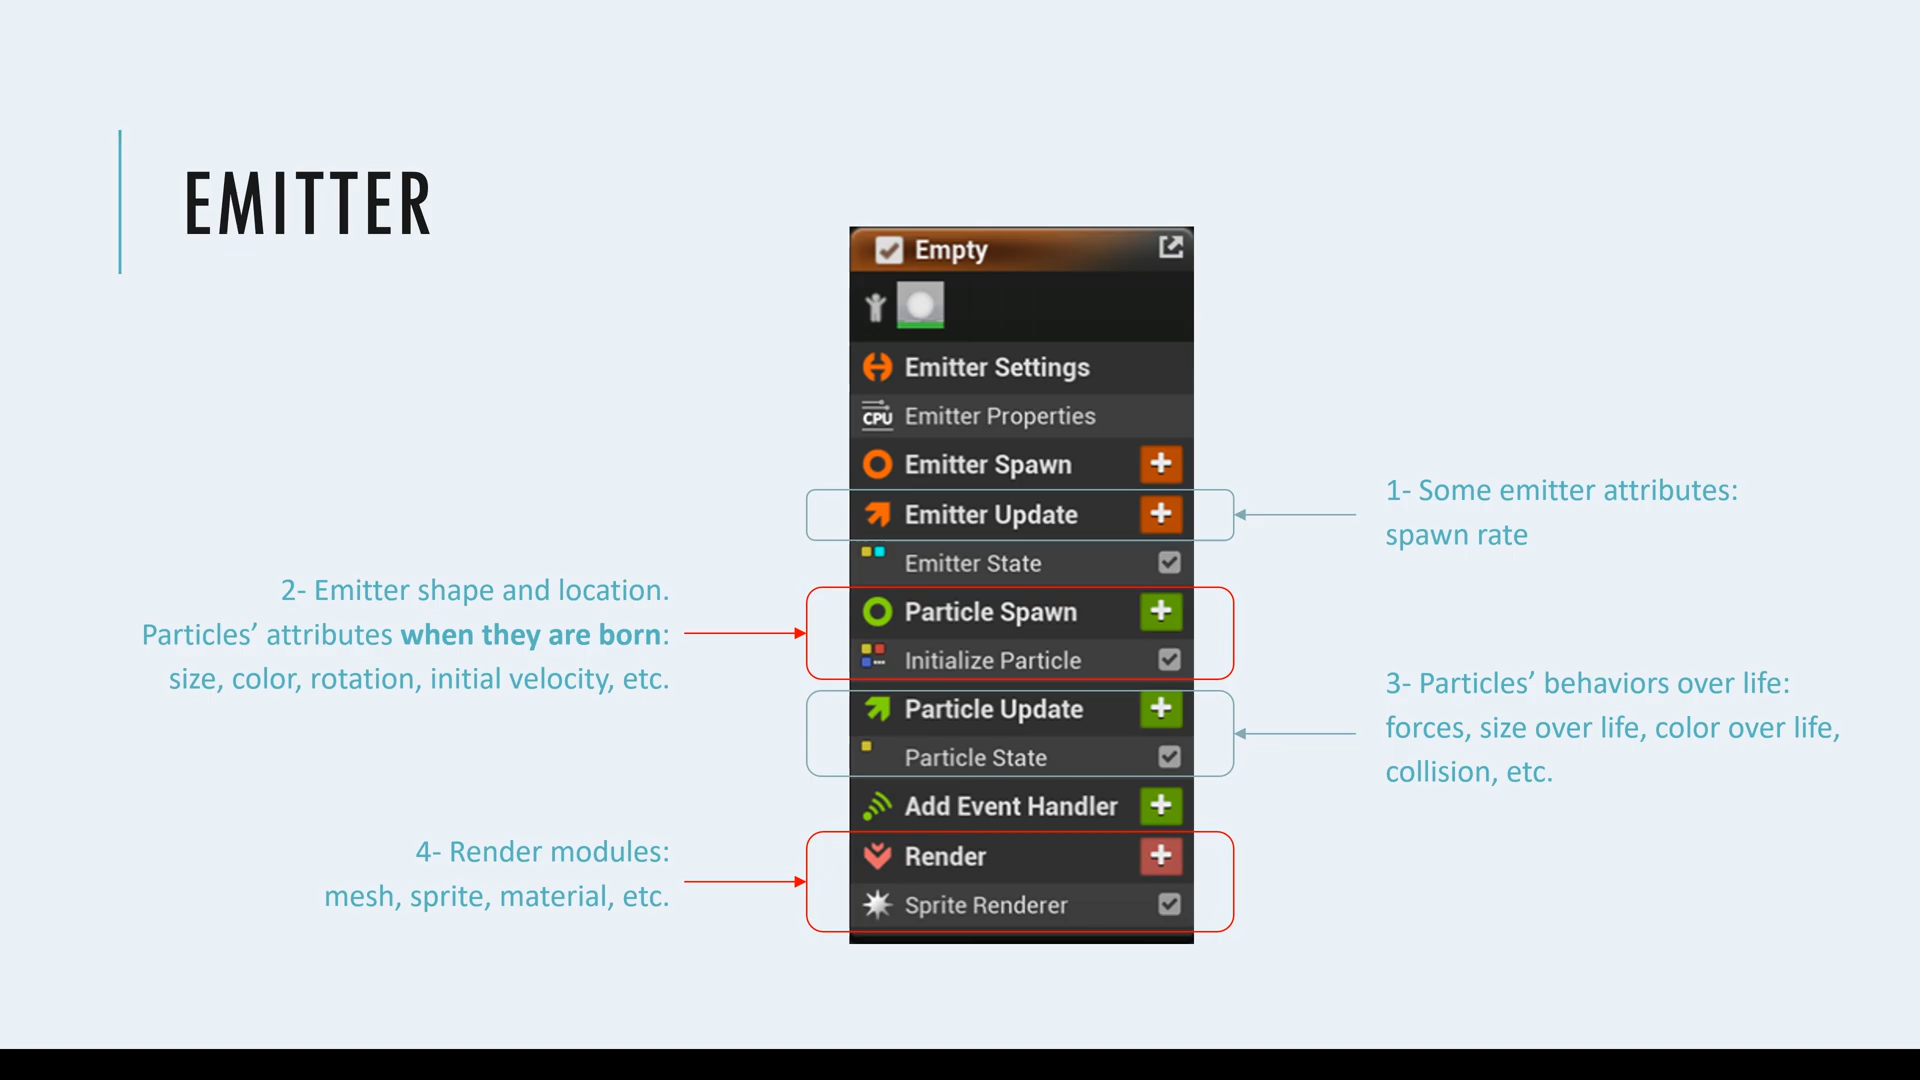 EMITTER
Empty
Emitter Settings
CPU Emitter Properties
Emitter Spawn
Emitter Update
Emitter State
Particle Spawn
Initialize Particle
Particle Update
Particle State
Add Event Handler
Render
Sprite Renderer
1- Some emitter attributes:
spawn rate
2- Emitter shape and location.
Particles’ attributes when they are born:
size, color, rotation, initial velocity, etc.
3- Particles’ behaviors over life:
forces, size over life, color over life,
collision, etc.
4- Render modules:
mesh, sprite, material, etc.